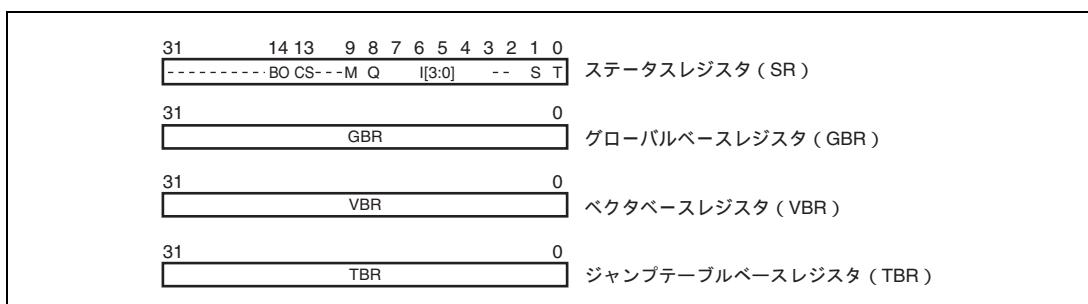 31 14 13 9 8 7 6 5 4 3 2 1 0
---------- BO CS---M Q I[3:0] -- S T ステータスレジスタ（SR）
31 0
GBR グローバルベースレジスタ（GBR）
31 0
VBR ベクタベースレジスタ（VBR）
31 0
TBR ジャンプテーブルベースレジスタ（TBR）